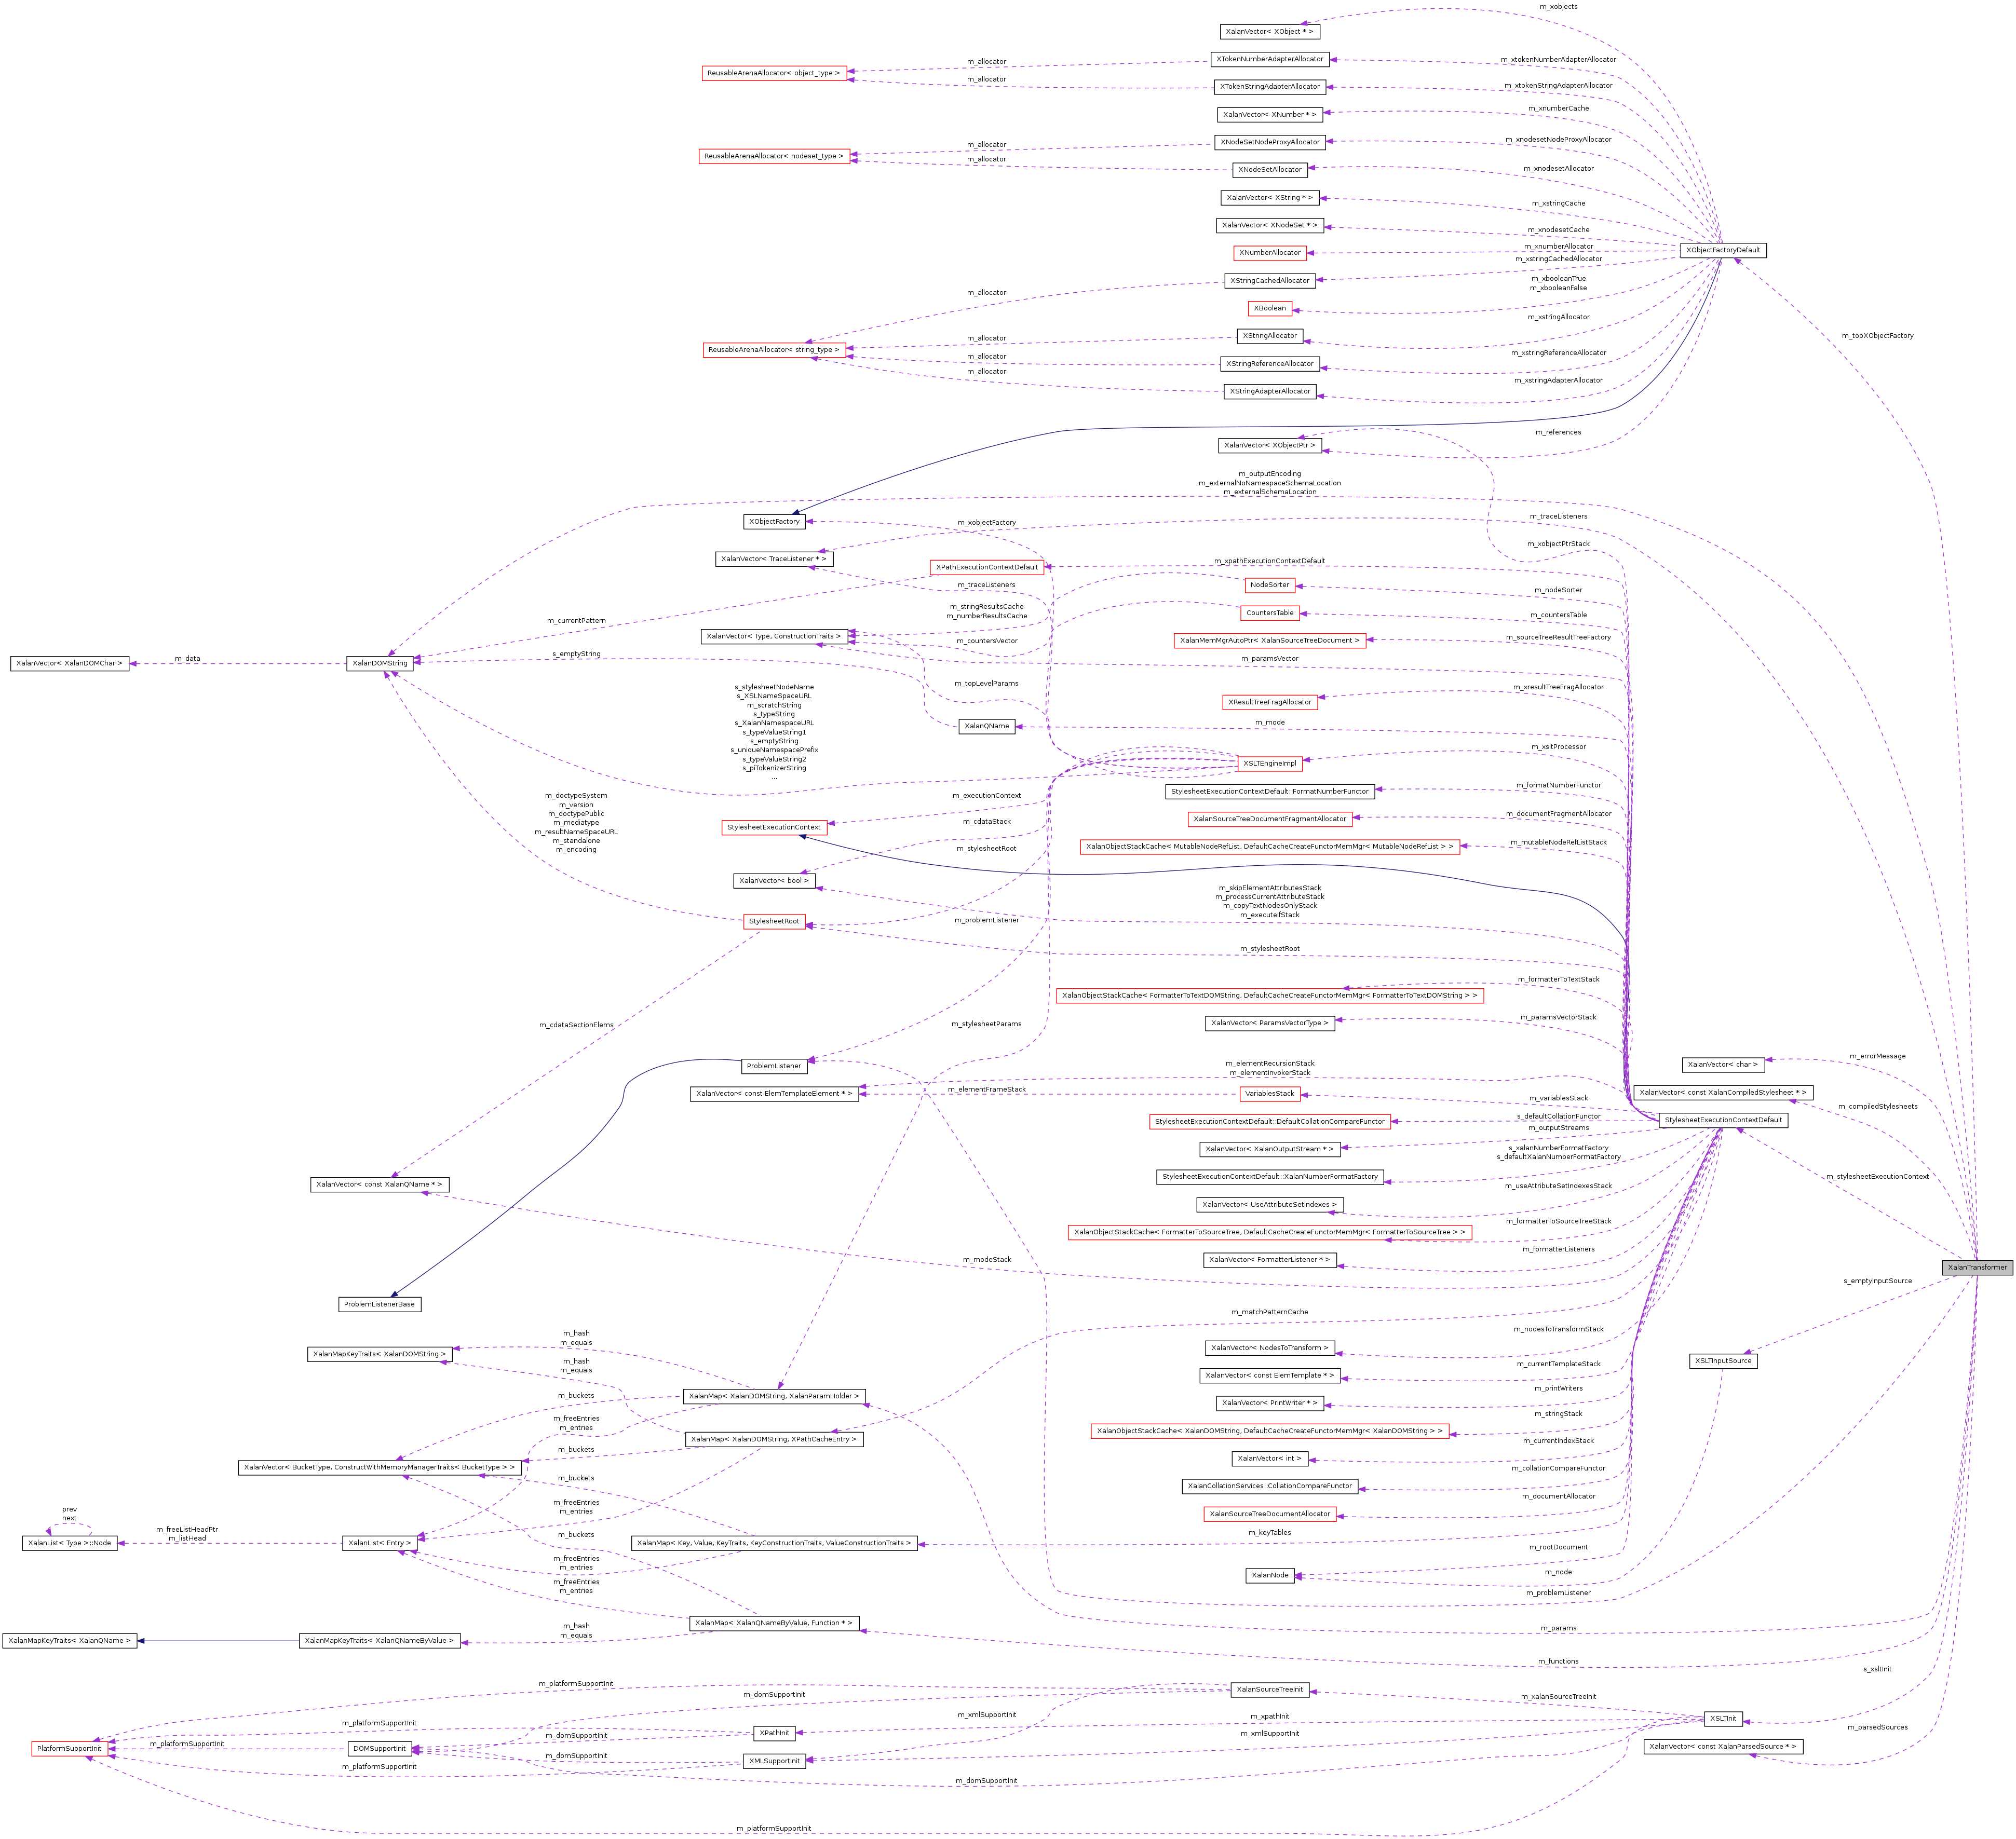 m_xobjects
XalanVector< XObject * >
XTokenNumberAdapterAllocator
m_xtokenNumberAdapterAllocator
m_allocator
ReusableArenaAllocator< object_type >
m_allocator
XTokenStringAdapterAllocator
m_xtokenStringAdapterAllocator
m_xnumberCache
XalanVector< XNumber * >
m_allocator
XNodeSetNodeProxyAllocator
m_xnodesetNodeProxyAllocator
ReusableArenaAllocator< nodeset_type >
m_allocator
XNodeSetAllocator
m_xnodesetAllocator
XalanVector< XString * >
m_xstringCache
XalanVector< XNodeSet * >
m_xnodesetCache
XNumberAllocator
m_xnumberAllocator
XObjectFactoryDefault
m_xstringCachedAllocator
XStringCachedAllocator
m_xbooleanTrue
m_xbooleanFalse
m_allocator
XBoolean
m_xstringAllocator
XStringAllocator
m_topXObjectFactory
m_allocator
ReusableArenaAllocator< string_type >
m_xstringReferenceAllocator
m_allocator
XStringReferenceAllocator
m_allocator
m_xstringAdapterAllocator
XStringAdapterAllocator
m_references
XalanVector< XObjectPtr >
m_outputEncoding
m_externalNoNamespaceSchemaLocation
m_externalSchemaLocation
XObjectFactory
m_xobjectFactory
m_traceListeners
XalanVector< TraceListener * >
m_xobjectPtrStack
XPathExecutionContextDefault
m_xpathExecutionContextDefault
m_traceListeners
NodeSorter
m_nodeSorter
m_stringResultsCache
m_numberResultsCache
CountersTable
m_countersTable
m_currentPattern
XalanVector< Type, ConstructionTraits >
m_countersVector
XalanMemMgrAutoPtr< XalanSourceTreeDocument >
m_sourceTreeResultTreeFactory
XalanVector< XalanDOMChar >
m_data
XalanDOMString
s_emptyString
m_paramsVector
m_topLevelParams
XResultTreeFragAllocator
m_xresultTreeFragAllocator
s_stylesheetNodeName
s_XSLNameSpaceURL
m_scratchString
s_typeString
s_XalanNamespaceURL
s_typeValueString1
s_emptyString
s_uniqueNamespacePrefix
s_typeValueString2
s_piTokenizerString
...
XalanQName
m_mode
XSLTEngineImpl
m_xsltProcessor
StylesheetExecutionContextDefault::FormatNumberFunctor
m_formatNumberFunctor
m_doctypeSystem
m_version
m_doctypePublic
m_mediatype
m_resultNameSpaceURL
m_standalone
m_encoding
m_executionContext
StylesheetExecutionContext
m_cdataStack
XalanSourceTreeDocumentFragmentAllocator
m_documentFragmentAllocator
m_stylesheetRoot
XalanObjectStackCache< MutableNodeRefList, DefaultCacheCreateFunctorMemMgr< MutableNodeRefList > >
m_mutableNodeRefListStack
XalanVector< bool >
m_skipElementAttributesStack
m_processCurrentAttributeStack
m_copyTextNodesOnlyStack
m_executeIfStack
StylesheetRoot
m_problemListener
m_stylesheetRoot
XalanObjectStackCache< FormatterToTextDOMString, DefaultCacheCreateFunctorMemMgr< FormatterToTextDOMString > >
m_formatterToTextStack
m_cdataSectionElems
m_stylesheetParams
XalanVector< ParamsVectorType >
m_paramsVectorStack
ProblemListener
m_elementRecursionStack
m_elementInvokerStack
XalanVector< char >
m_errorMessage
XalanVector< const ElemTemplateElement * >
m_elementFrameStack
VariablesStack
m_variablesStack
XalanVector< const XalanCompiledStylesheet * >
m_compiledStylesheets
StylesheetExecutionContextDefault::DefaultCollationCompareFunctor
s_defaultCollationFunctor
StylesheetExecutionContextDefault
m_outputStreams
XalanVector< XalanOutputStream * >
s_xalanNumberFormatFactory
s_defaultXalanNumberFormatFactory
StylesheetExecutionContextDefault::XalanNumberFormatFactory
m_stylesheetExecutionContext
XalanVector< const XalanQName * >
m_useAttributeSetIndexesStack
XalanVector< UseAttributeSetIndexes >
m_formatterToSourceTreeStack
XalanObjectStackCache< FormatterToSourceTree, DefaultCacheCreateFunctorMemMgr< FormatterToSourceTree > >
m_modeStack
XalanVector< FormatterListener * >
m_formatterListeners
XalanTransformer
s_emptyInputSource
ProblemListenerBase
m_matchPatternCache
m_hash
m_equals
XalanMapKeyTraits< XalanDOMString >
XalanVector< NodesToTransform >
m_nodesToTransformStack
XSLTInputSource
m_hash
m_equals
XalanVector< const ElemTemplate * >
m_currentTemplateStack
m_buckets
XalanMap< XalanDOMString, XalanParamHolder >
XalanVector< PrintWriter * >
m_printWriters
m_freeEntries
m_entries
XalanMap< XalanDOMString, XPathCacheEntry >
XalanObjectStackCache< XalanDOMString, DefaultCacheCreateFunctorMemMgr< XalanDOMString > >
m_stringStack
m_buckets
XalanVector< BucketType, ConstructWithMemoryManagerTraits< BucketType > >
XalanVector< int >
m_currentIndexStack
m_buckets
XalanCollationServices::CollationCompareFunctor
m_collationCompareFunctor
prev
next
m_freeEntries
m_entries
XalanSourceTreeDocumentAllocator
m_documentAllocator
XalanList< Type >::Node
m_freeListHeadPtr
m_listHead
XalanList< Entry >
m_buckets
XalanMap< Key, Value, KeyTraits, KeyConstructionTraits, ValueConstructionTraits >
m_keyTables
m_freeEntries
m_entries
m_rootDocument
XalanNode
m_node
m_freeEntries
m_entries
m_problemListener
XalanMap< XalanQNameByValue, Function * >
m_params
XalanMapKeyTraits< XalanQName >
XalanMapKeyTraits< XalanQNameByValue >
m_hash
m_equals
m_functions
s_xsltInit
m_platformSupportInit
m_domSupportInit
XalanSourceTreeInit
m_xalanSourceTreeInit
m_xmlSupportInit
m_platformSupportInit
XPathInit
m_xpathInit
XSLTInit
m_parsedSources
PlatformSupportInit
m_platformSupportInit
DOMSupportInit
m_domSupportInit
m_xmlSupportInit
m_domSupportInit
XMLSupportInit
m_platformSupportInit
m_domSupportInit
XalanVector< const XalanParsedSource * >
m_platformSupportInit